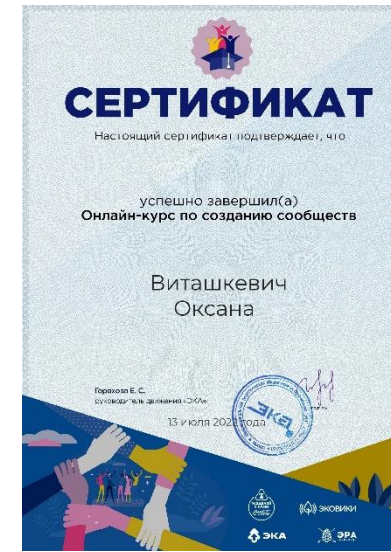 СЕРТИФИКАТ
Настоящий сертификат подтверждает, что
успешно завершил(а)
Онлайн-курс по созданию сообществ
Виташкевич
Оксана
Горохова Е. С.
руководитель движения «ЭКА»
13 июля 2022 года
ЭКА
ЭКОВИКИ
ЭКА
ЭРА